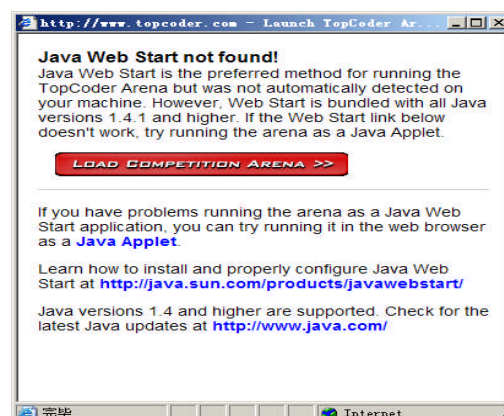 http://www.topcoder.com - Launch TopCoder Ar...
Java Web Start not found!
Java Web Start is the preferred method for running the
TopCoder Arena but was not automatically detected on
your machine. However, Web Start is bundled with all Java
versions 1.4.1 and higher. If the Web Start link below
doesn't work, try running the arena as a Java Applet.
LOAD COMPETITION ARENA >>
If you have problems running the arena as a Java Web
Start application, you can try running it in the web browser
as a Java Applet.
Learn how to install and properly configure Java Web
Start at http://java.sun.com/products/javawebstart/
Java versions 1.4 and higher are supported. Check for the
latest Java updates at http://www.java.com/
完毕 Internet